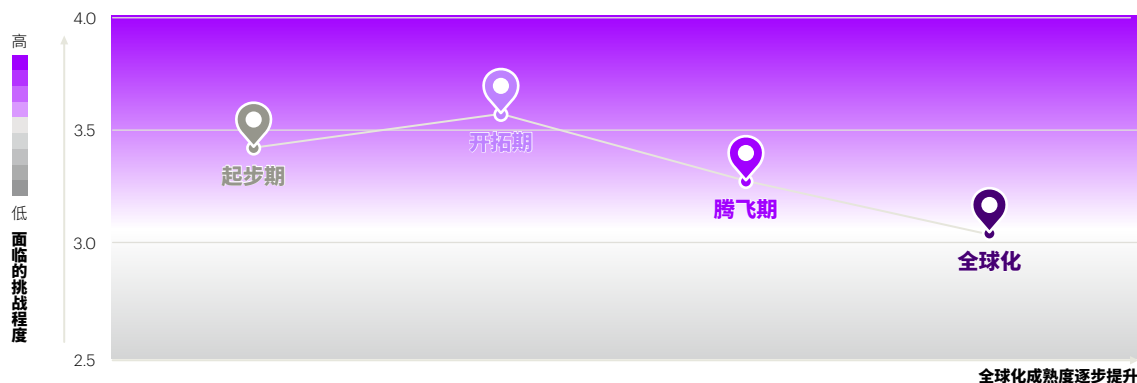 4.0
高
3.5
开拓期
起步期
腾飞期
低
3.0
面临的挑战程度
全球化
2.5
全球化成熟度逐步提升